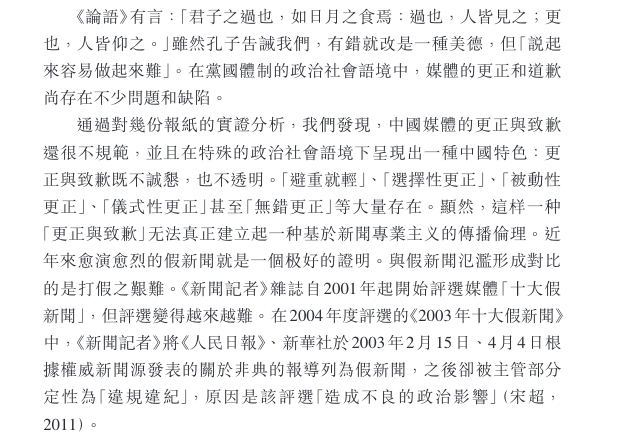 《論語》有言：「君子之過也，如日月之食焉：過也，人皆見之；更
也，人皆仰之。」雖然孔子告誡我們，有錯就改是一種美德，但「説起
來容易做起來難」。在黨國體制的政治社會語境中，媒體的更正和道歉
尚存在不少問題和缺陷。
通過對幾份報紙的實證分析，我們發現，中國媒體的更正與致歉
還很不規範，並且在特殊的政治社會語境下呈現出一種中國特色：更
正與致歉既不誠懇，也不透明。「避重就輕」、「選擇性更正」、「被動性
更正」、「儀式性更正」甚至「無錯更正」等大量存在。顯然，這样一种
「更正與致歉」无法真正建立起一种基於新聞專業主义的傳播倫理。近
年來愈演愈烈的假新聞就是一個极好的證明。與假新聞氾濫形成對比
的是打假之艱難。《新聞記者》雜誌自2001年起開始評選媒體「十大假
新聞」，但評選變得越來越難。在2004年度評選的《2003年十大假新聞》
中，《新聞記者》將《人民日報》、新華社於2003年2月15日、4月4日根
據權威新聞源發表的關於非典的報導列為假新聞，之後卻被主管部分
定性為「違規違紀」，原因是該評選「造成不良的政治影響」(宋超，
2011)。